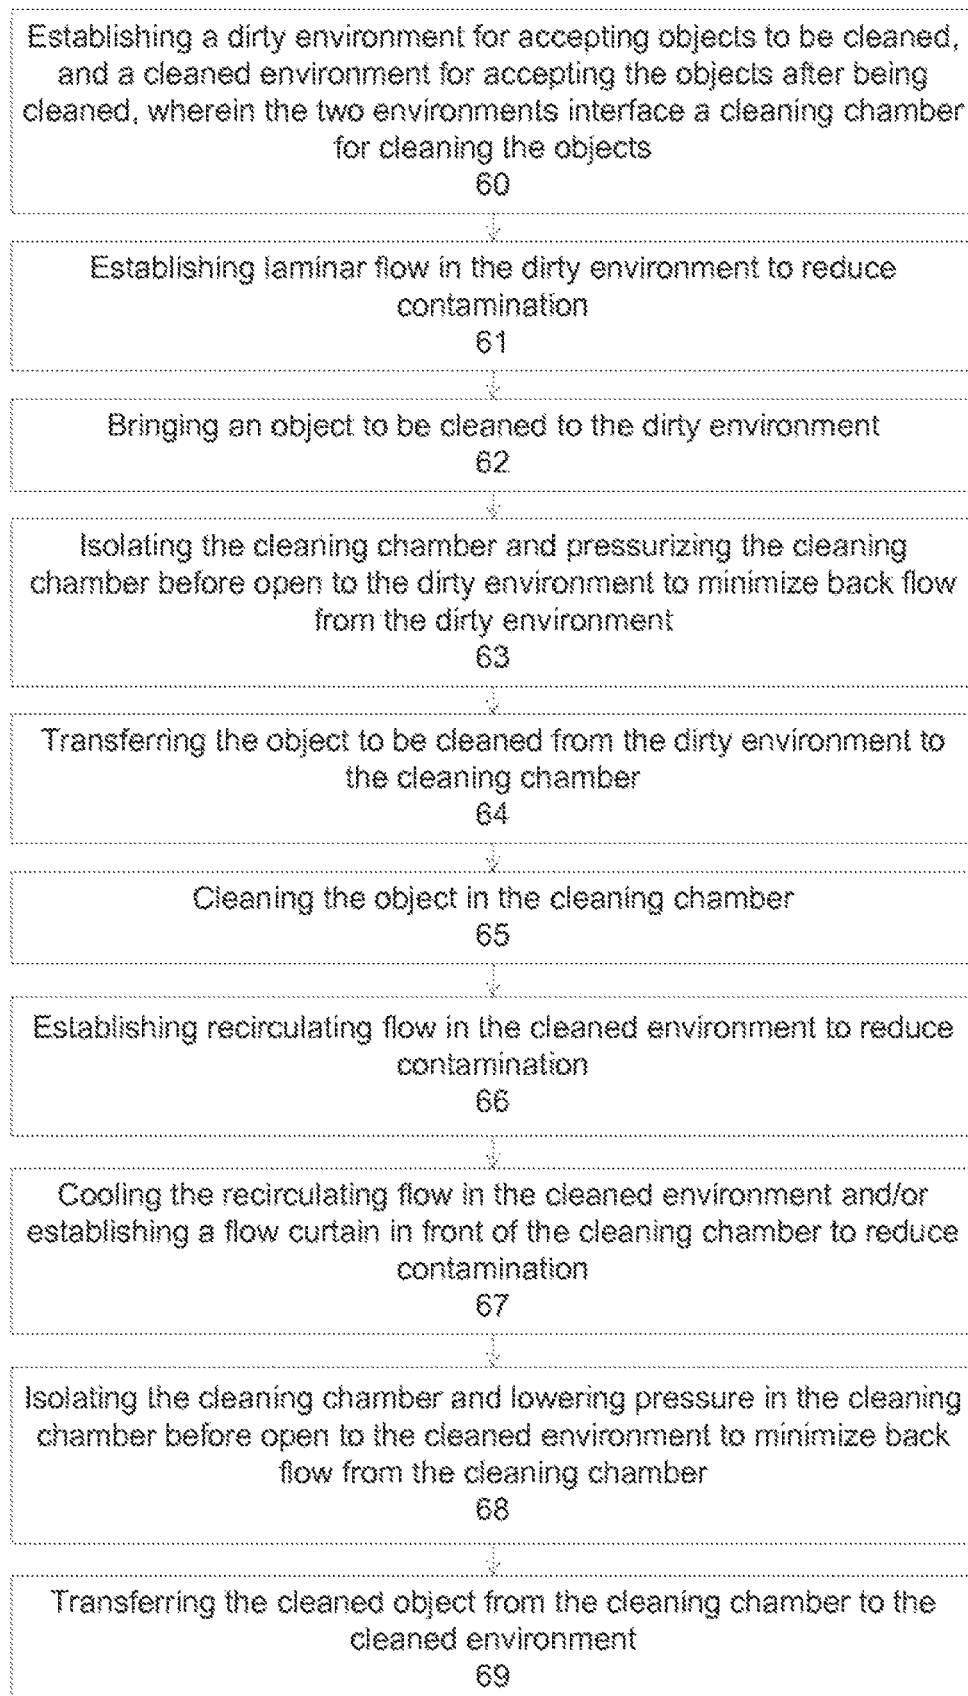 Establishing a dirty environment for accepting objects to be cleaned,
and a cleaned environment for accepting the objects after being
cleaned, wherein the two environments interface a cleaning chamber
for cleaning the objects
60
Establishing laminar flow in the dirty environment to reduce
contamination
61
Bringing an object to be cleaned to the dirty environment
62
Isolating the cleaning chamber and pressurizing the cleaning
chamber before open to the dirty environment to minimize back flow
from the dirty environment
63
Transferring the object to be cleaned from the dirty environment to
the cleaning chamber
64
Cleaning the object in the cleaning chamber
65
Establishing recirculating flow in the cleaned environment to reduce
contamination
66
Cooling the recirculating flow in the cleaned environment and/or
establishing a flow curtain in front of the cleaning chamber to reduce
contamination
67
Isolating the cleaning chamber and lowering pressure in the cleaning
chamber before open to the cleaned environment to minimize back
flow from the cleaning chamber
68
Transferring the cleaned object from the cleaning chamber to the
cleaned environment
69